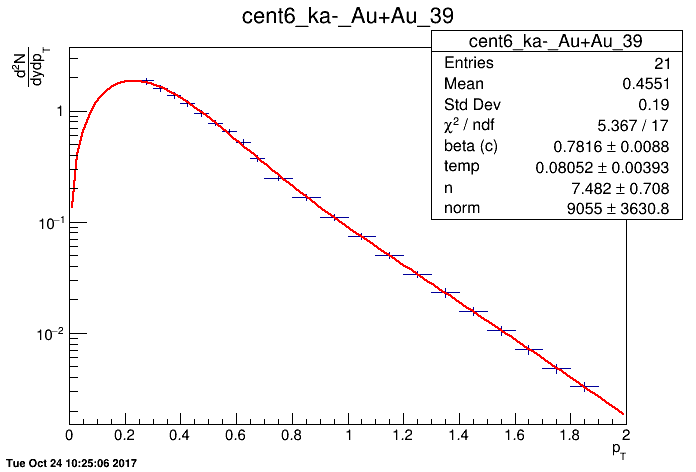 cent6_ka-_Au+Au_39
cent6_ka-_Au+Au_39
Entries 21
Mean 0.4551
Std Dev 0.19
χ² / ndf 5.367 / 17
beta (c) 0.7816 ± 0.0088
temp 0.08052 ± 0.00393
n 7.482 ± 0.708
norm 9055 ± 3630.8
d²N
dydp_T
1
10⁻¹
10⁻²
0 0.2 0.4 0.6 0.8 1 1.2 1.4 1.6 1.8 2
p_T
Tue Oct 24 10:25:06 2017